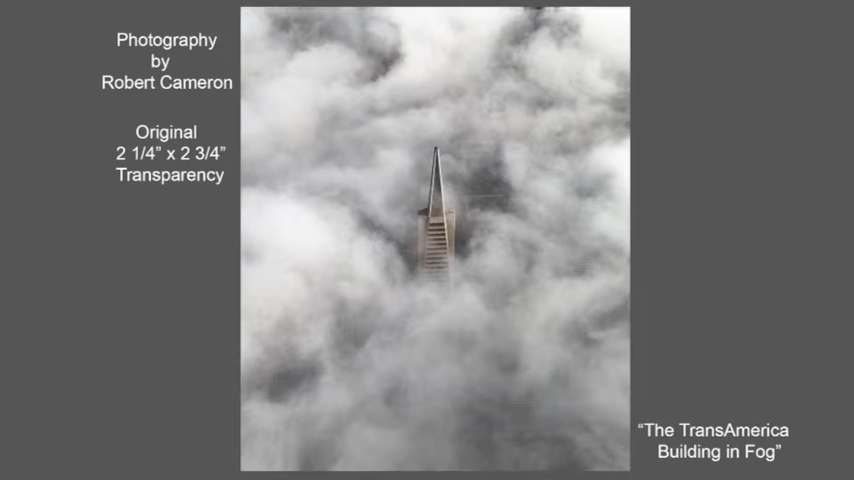 Photography
by
Robert Cameron
Original
2 1/4” x 2 3/4”
Transparency
“The TransAmerica
Building in Fog”